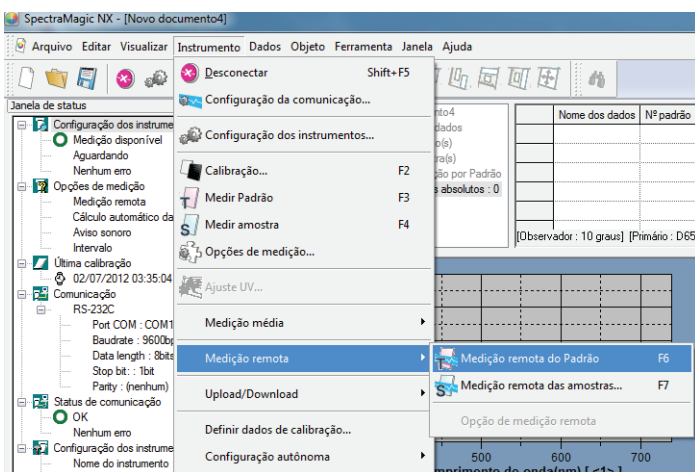 SpectraMagic NX - [Novo documento4]
Arquivo Editar Visualizar Instrumento Dados Objeto Ferramenta Janela Ajuda
Janela de status
Configuração dos instrume
Medição disponível
Aguardando
Nenhum erro
Opções de medição
Medição remota
Cálculo automático da
Aviso sonoro
Intervalo
Última calibração
02/07/2012 03:35:04
Comunicação
RS-232C
Port COM : COM1
Baudrate : 9600bp
Data length : 8bits
Stop bit: : 1bit
Parity : (nenhum)
Status de comunicação
OK
Nenhum erro
Configuração dos instrume
Nome do instrumento
Desconectar Shift+F5
Configuração da comunicação...
Configuração dos instrumentos...
Calibração... F2
Medir Padrão F3
Medir amostra F4
Opções de medição...
Ajuste UV...
Medição média
Medição remota
Upload/Download
Definir dados de calibração...
Configuração autônoma
Medição remota do Padrão F6
Medição remota das amostras... F7
Opção de medição remota
nto4
dados
o(s)
ra(s)
ção por Padrão
s absolutos : 0
Nome dos dados Nº padrão
[Observador : 10 graus] [Primário : D65
500 600 700
mprimento de onda(nm) [ <1> ]